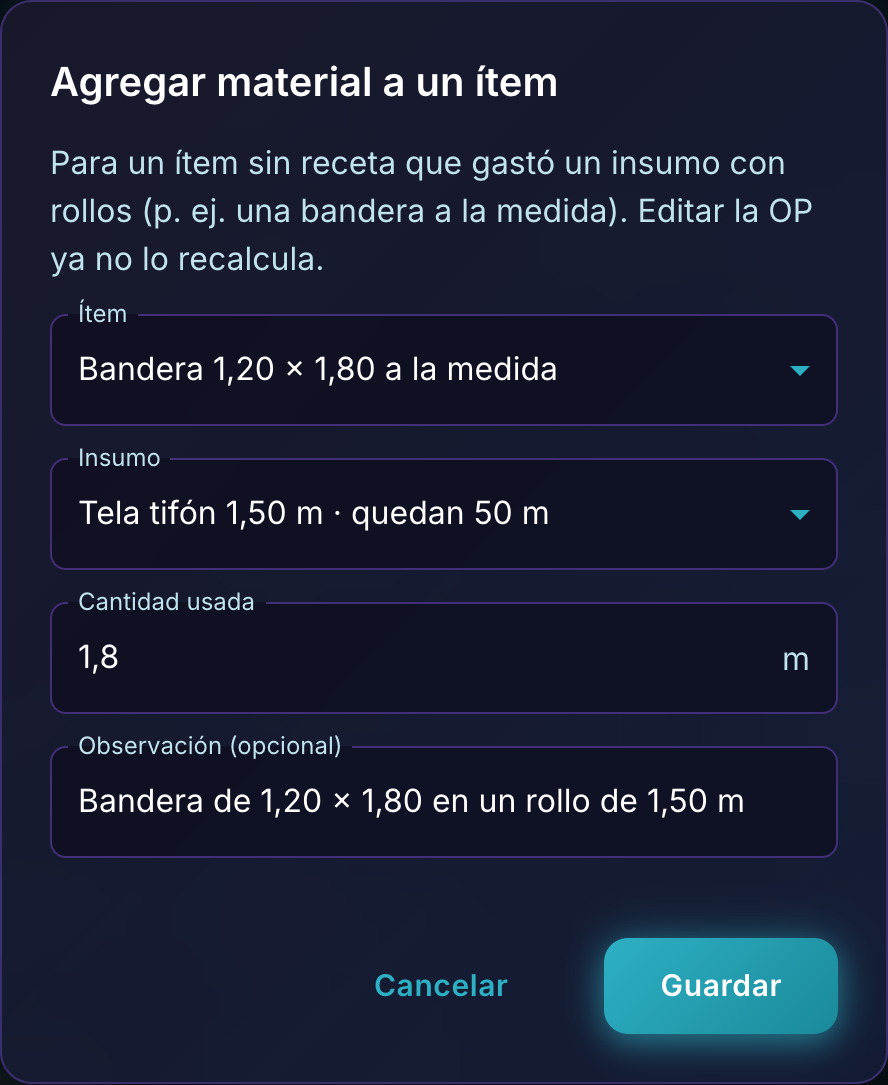 Agregar material a un ítem
Para un ítem sin receta que gastó un insumo con
rollos (p. ej. una bandera a la medida). Editar la OP
ya no lo recalcula.
Ítem
Bandera 1,20 × 1,80 a la medida
Insumo
Tela tifón 1,50 m · quedan 50 m
Cantidad usada
1,8 m
Observación (opcional)
Bandera de 1,20 × 1,80 en un rollo de 1,50 m
Cancelar Guardar